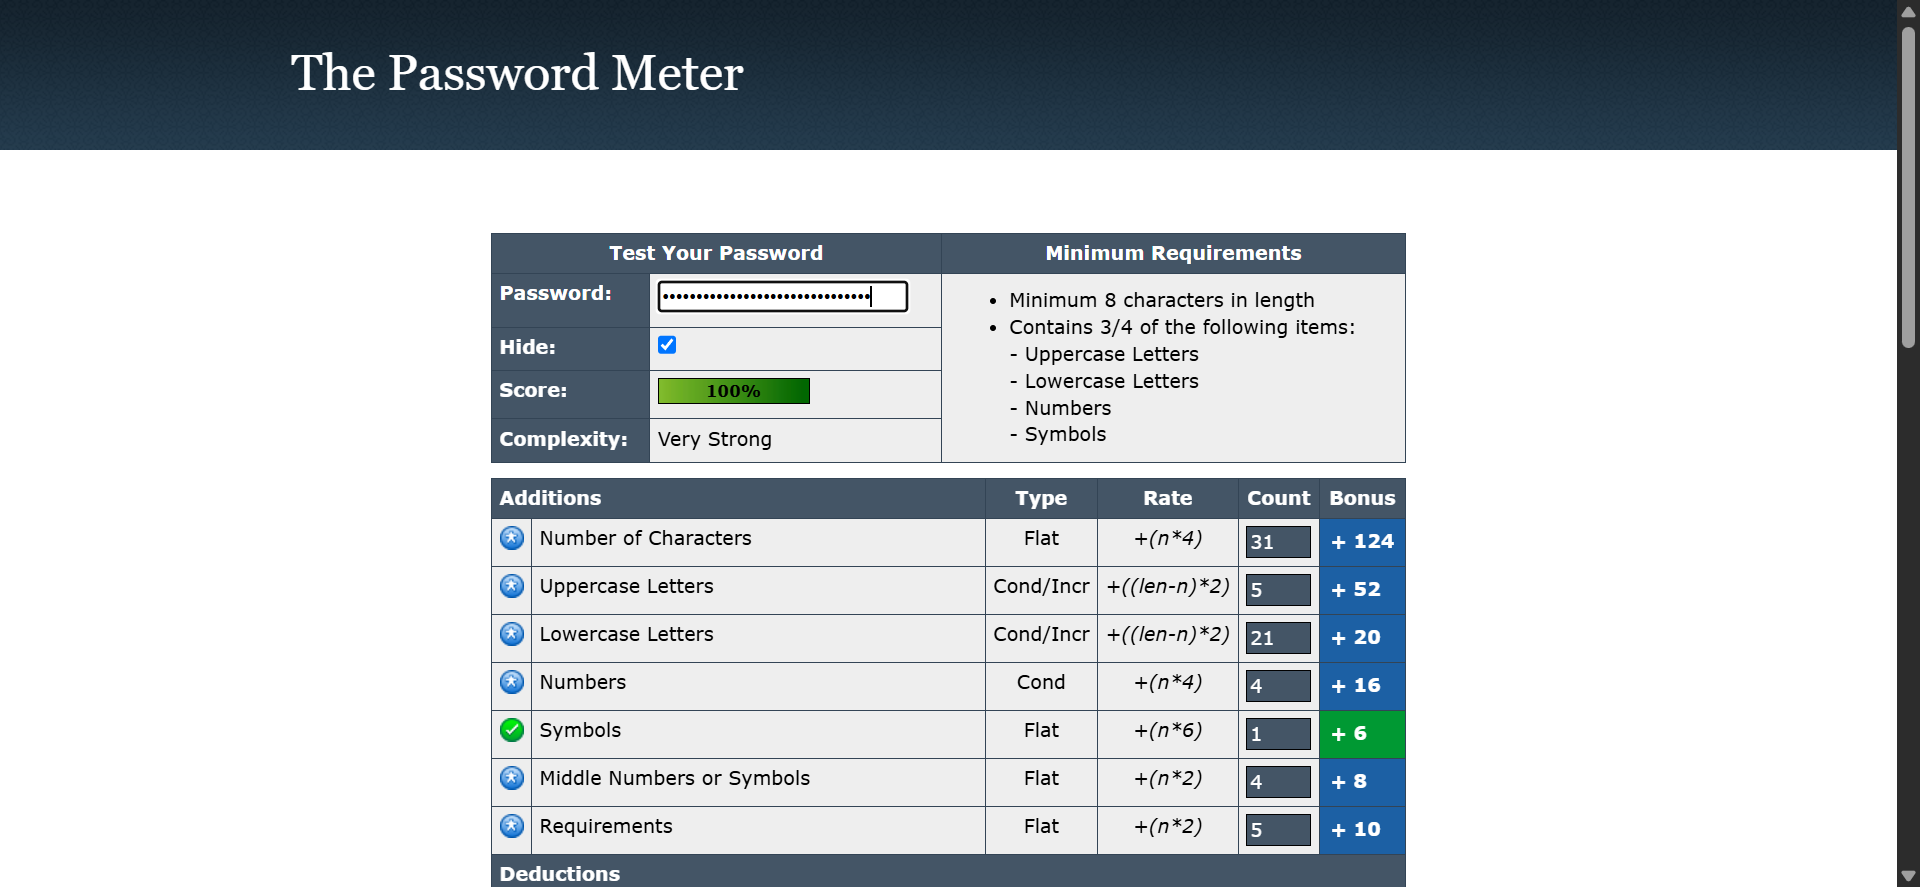 The Password Meter
Test Your Password
Minimum Requirements
Password:
•••••••••••••••••••••••••••••••
Hide:
Score:
100%
Complexity:
Very Strong
• Minimum 8 characters in length
• Contains 3/4 of the following items:
- Uppercase Letters
- Lowercase Letters
- Numbers
- Symbols
Additions Type Rate Count Bonus
Number of Characters Flat +(n*4) 31 + 124
Uppercase Letters Cond/Incr +((len-n)*2) 5 + 52
Lowercase Letters Cond/Incr +((len-n)*2) 21 + 20
Numbers Cond +(n*4) 4 + 16
Symbols Flat +(n*6) 1 + 6
Middle Numbers or Symbols Flat +(n*2) 4 + 8
Requirements Flat +(n*2) 5 + 10
Deductions